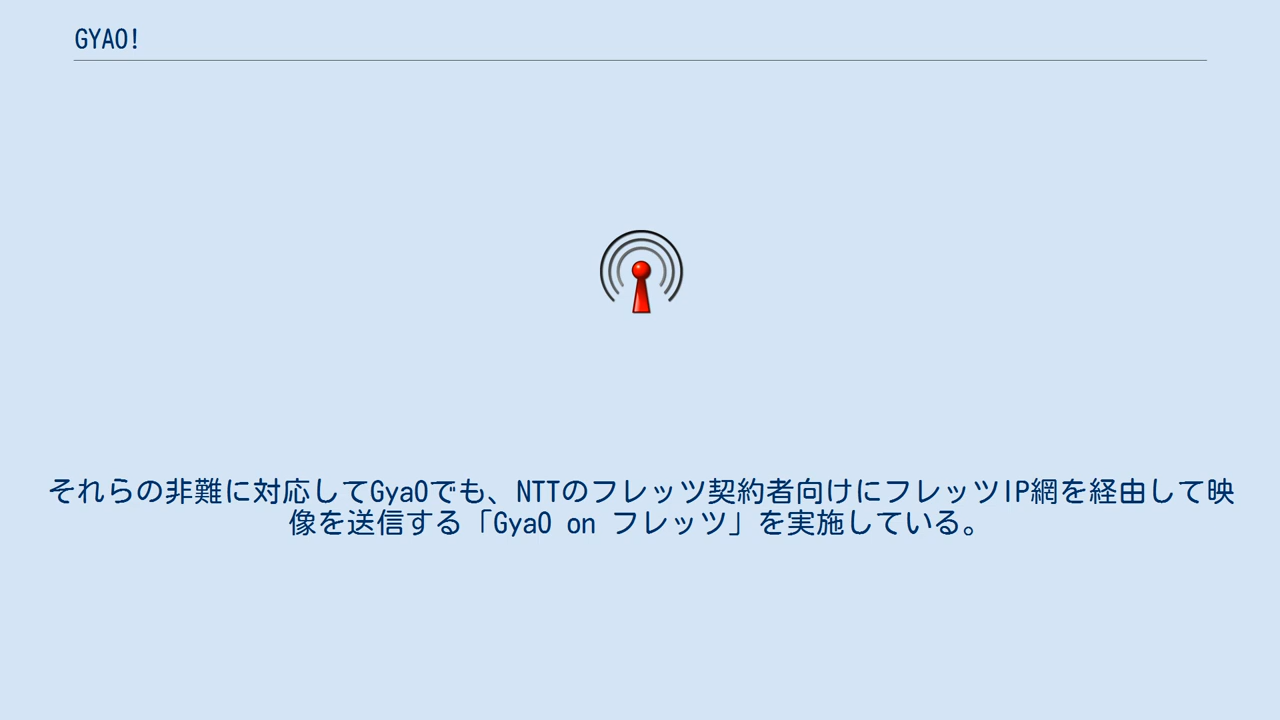 GYAO!
それらの非難に対応してGyaOでも、NTTのフレッツ契約者向けにフレッツIP網を経由して映
像を送信する「GyaO on フレッツ」を実施している。